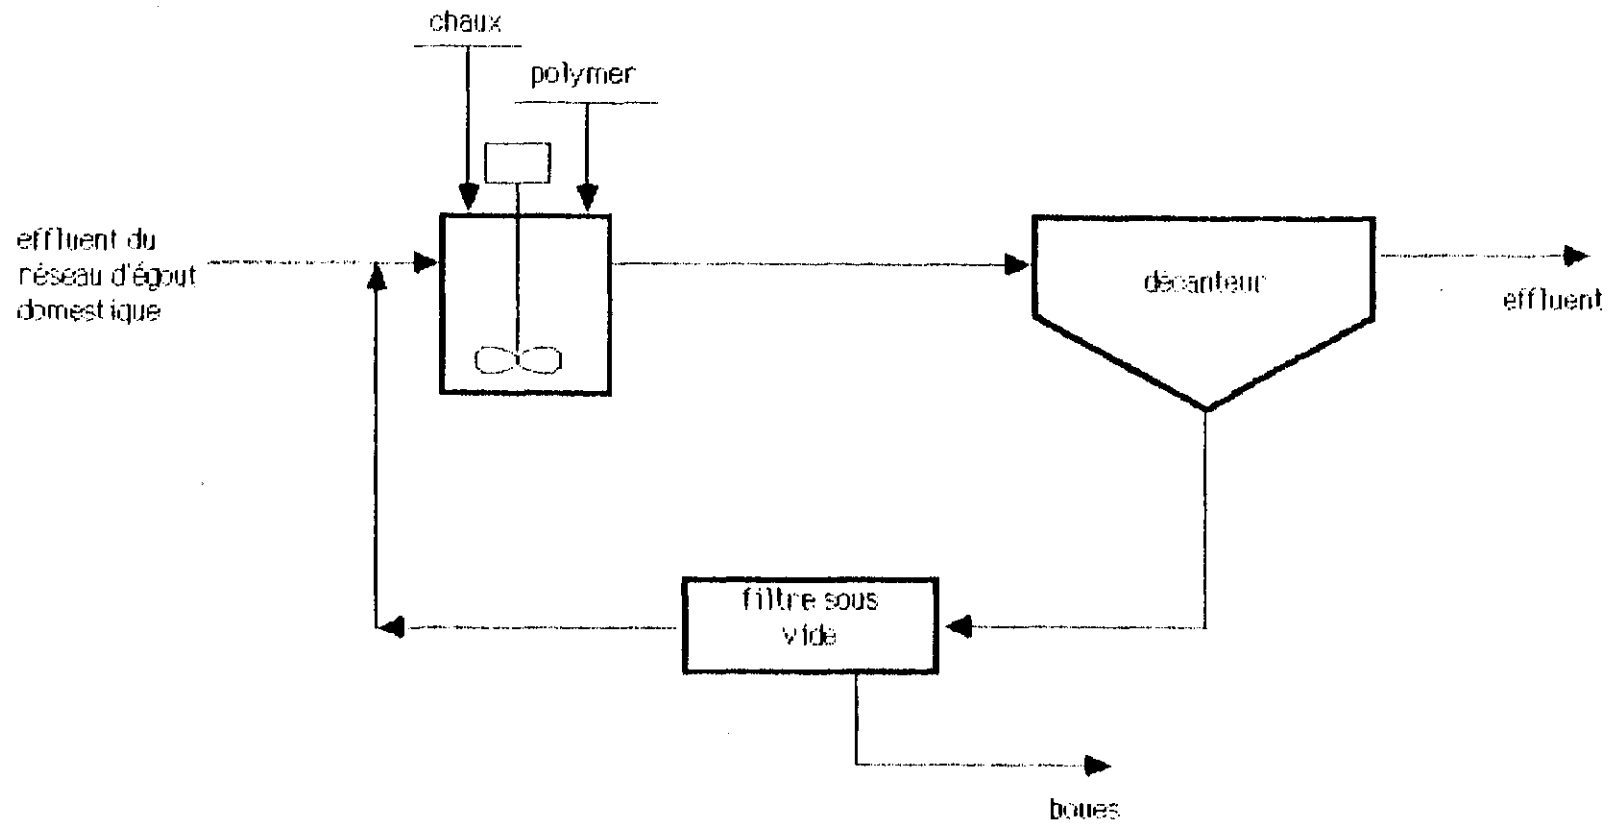 chaux
polymer
effluent du
réseau d'égout
domestique
décanteur
effluent
filtre sous
vide
boues